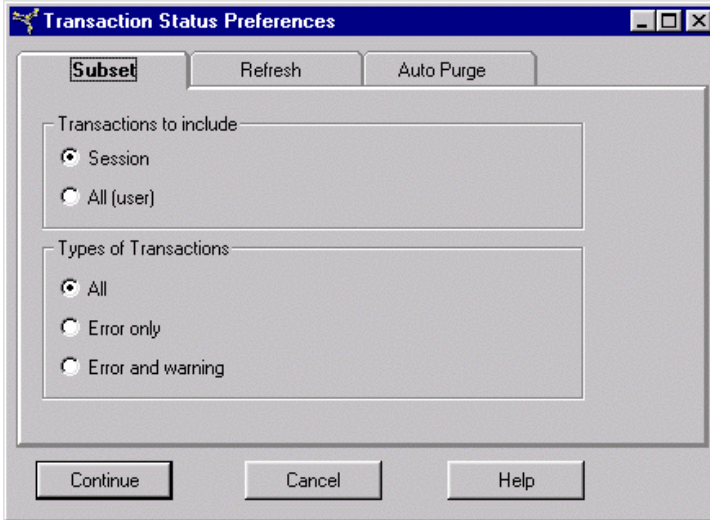 Transaction Status Preferences
Subset Refresh Auto Purge
Transactions to include
Session
All (user)
Types of Transactions
All
Error only
Error and warning
Continue Cancel Help